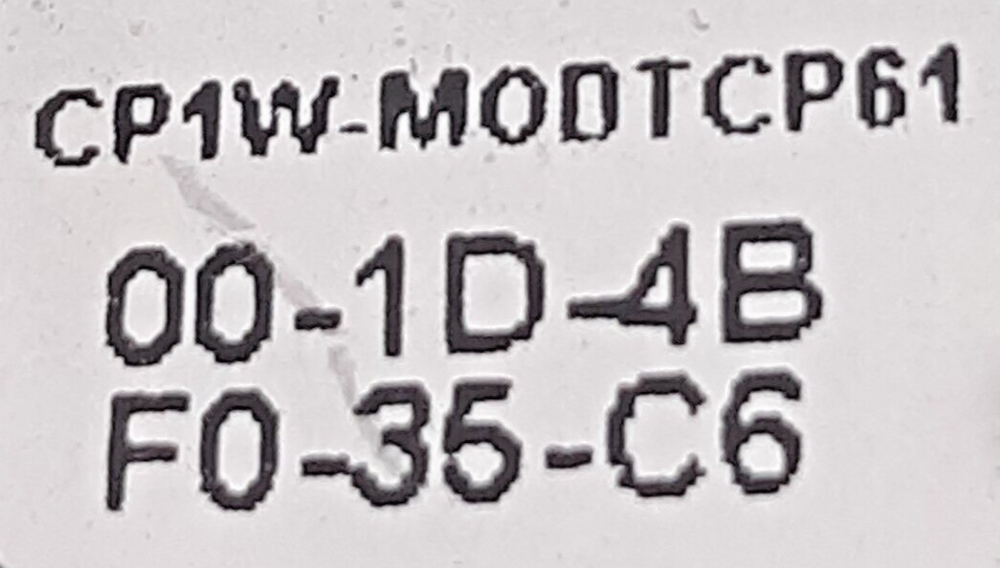 CP1W-MODTCP61
00-1D-4B
F0-35-C6